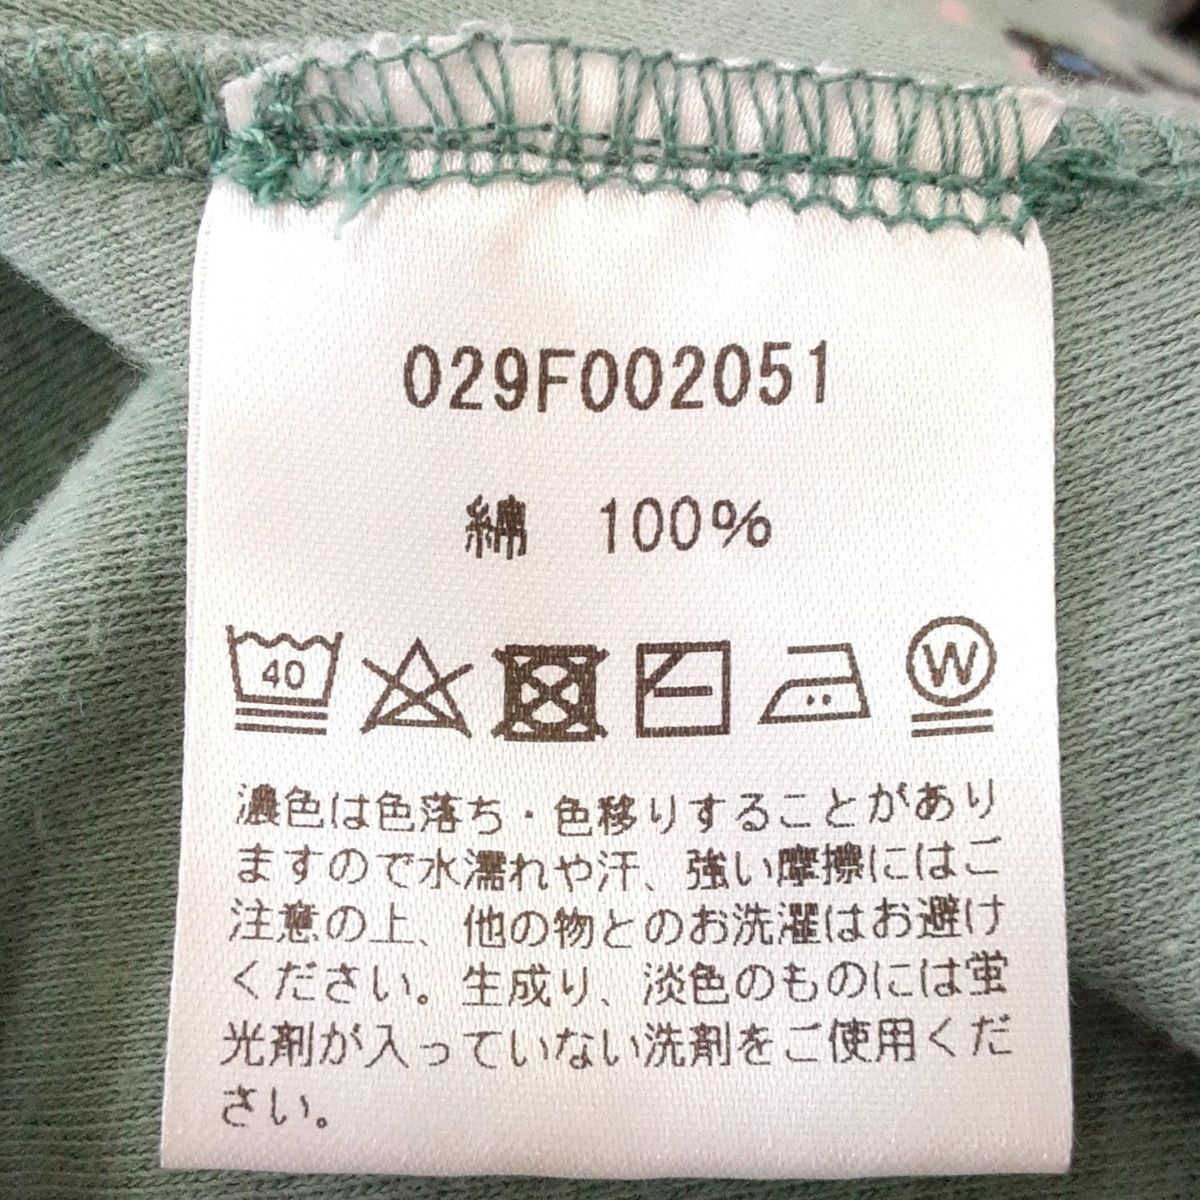 029F002051
綿 100%
40 W
濃色は色落ち・色移りすることがあり
ますので水濡れや汗、強い摩擦にはご
注意の上、他の物とのお洗濯はお避け
ください。生成り、淡色のものには蛍
光剤が入っていない洗剤をご使用くだ
さい。